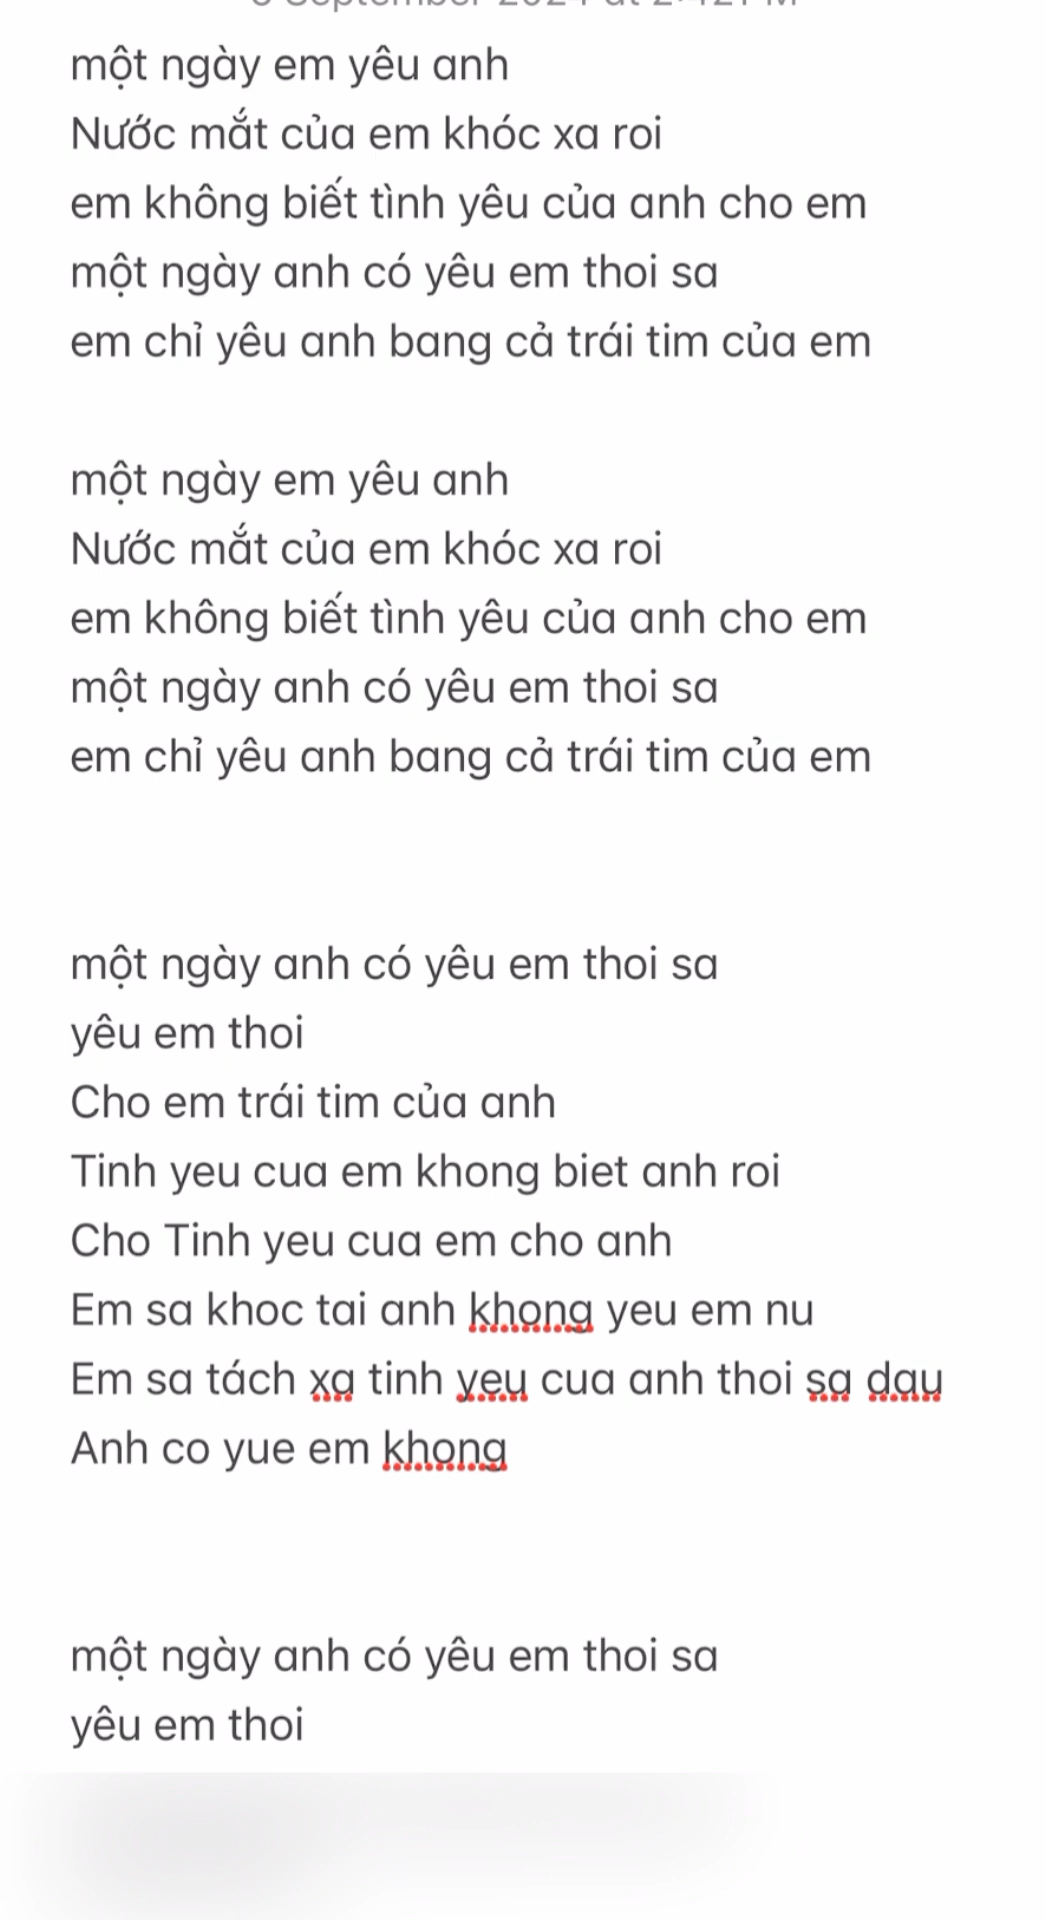 một ngày em yêu anh
Nước mắt của em khóc xa roi
em không biết tình yêu của anh cho em
một ngày anh có yêu em thoi sa
em chỉ yêu anh bang cả trái tim của em
một ngày em yêu anh
Nước mắt của em khóc xa roi
em không biết tình yêu của anh cho em
một ngày anh có yêu em thoi sa
em chỉ yêu anh bang cả trái tim của em
một ngày anh có yêu em thoi sa
yêu em thoi
Cho em trái tim của anh
Tinh yeu cua em khong biet anh roi
Cho Tinh yeu cua em cho anh
Em sa khoc tai anh khong yeu em nu
Em sa tách xa tinh yeu cua anh thoi sa dau
Anh co yue em khong
một ngày anh có yêu em thoi sa
yêu em thoi